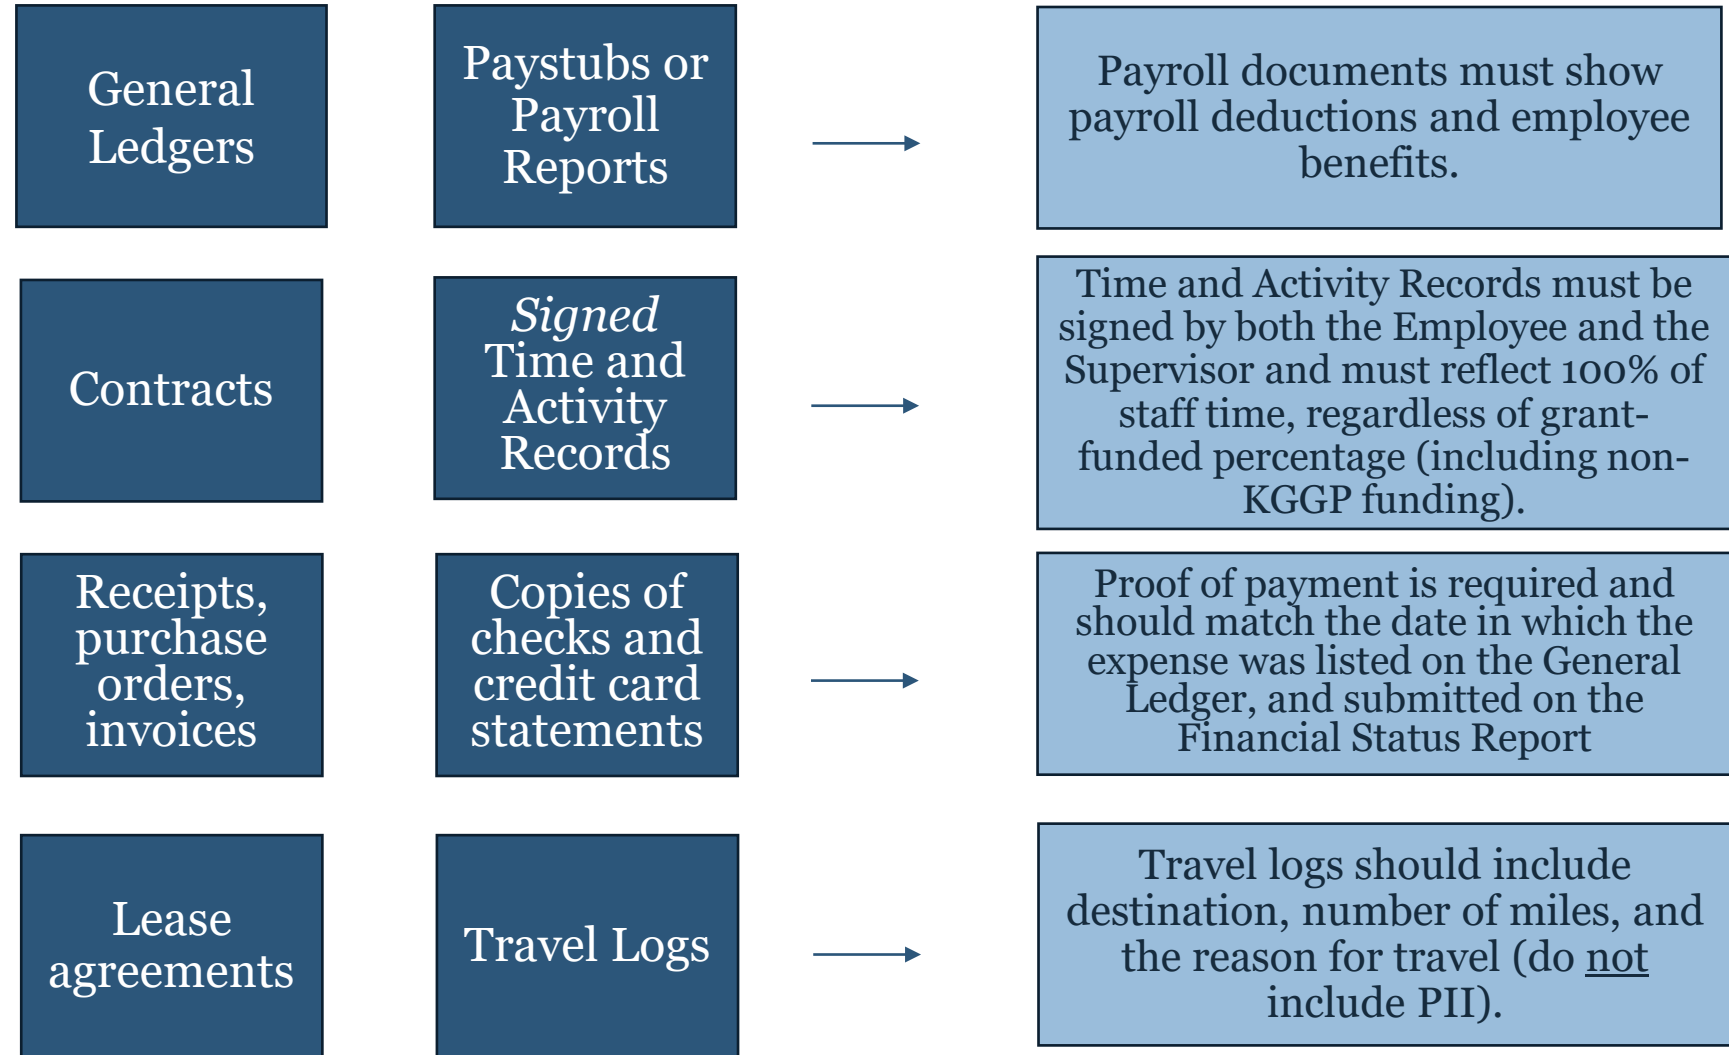 General
Ledgers
Paystubs or
Payroll
Reports
Payroll documents must show
payroll deductions and employee
benefits.
Contracts
Signed
Time and
Activity
Records
Time and Activity Records must be
signed by both the Employee and the
Supervisor and must reflect 100% of
staff time, regardless of grant-
funded percentage (including non-
KGGP funding).
Receipts,
purchase
orders,
invoices
Copies of
checks and
credit card
statements
Proof of payment is required and
should match the date in which the
expense was listed on the General
Ledger, and submitted on the
Financial Status Report
Lease
agreements
Travel Logs
Travel logs should include
destination, number of miles, and
the reason for travel (do not
include PII).